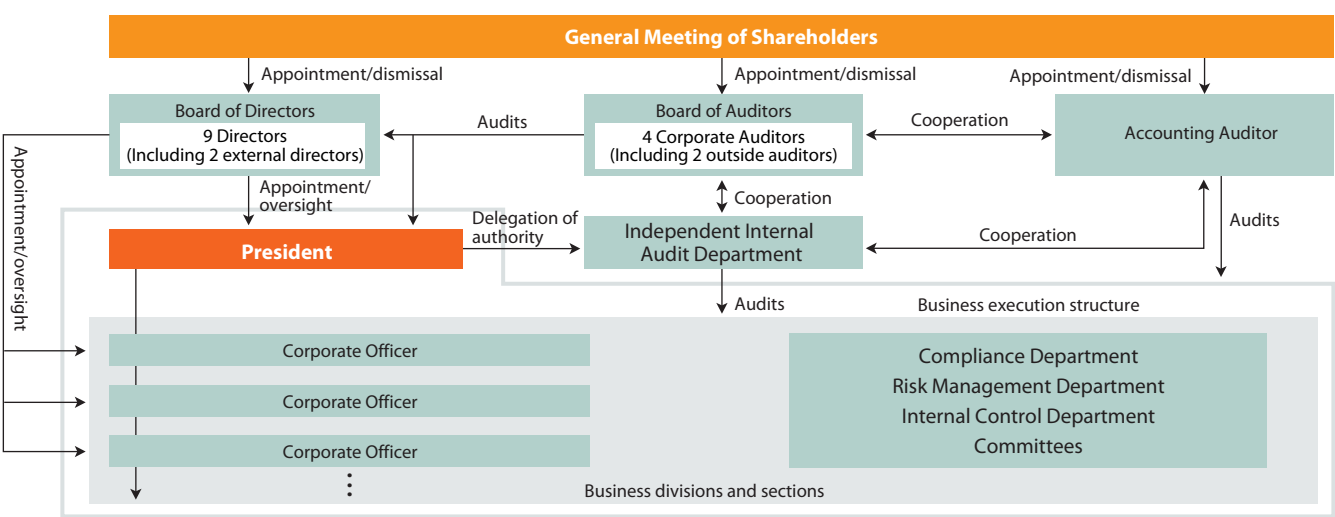 General Meeting of Shareholders
Appointment/dismissal
Appointment/dismissal
Appointment/dismissal
Board of Directors
9 Directors
(Including 2 external directors)
Audits
Board of Auditors
4 Corporate Auditors
(Including 2 outside auditors)
Cooperation
Accounting Auditor
Appointment/oversight
Appointment/
oversight
Cooperation
President
Delegation of
authority
Independent Internal
Audit Department
Cooperation
Audits
Audits
Business execution structure
Corporate Officer
Corporate Officer
Corporate Officer
Compliance Department
Risk Management Department
Internal Control Department
Committees
Business divisions and sections